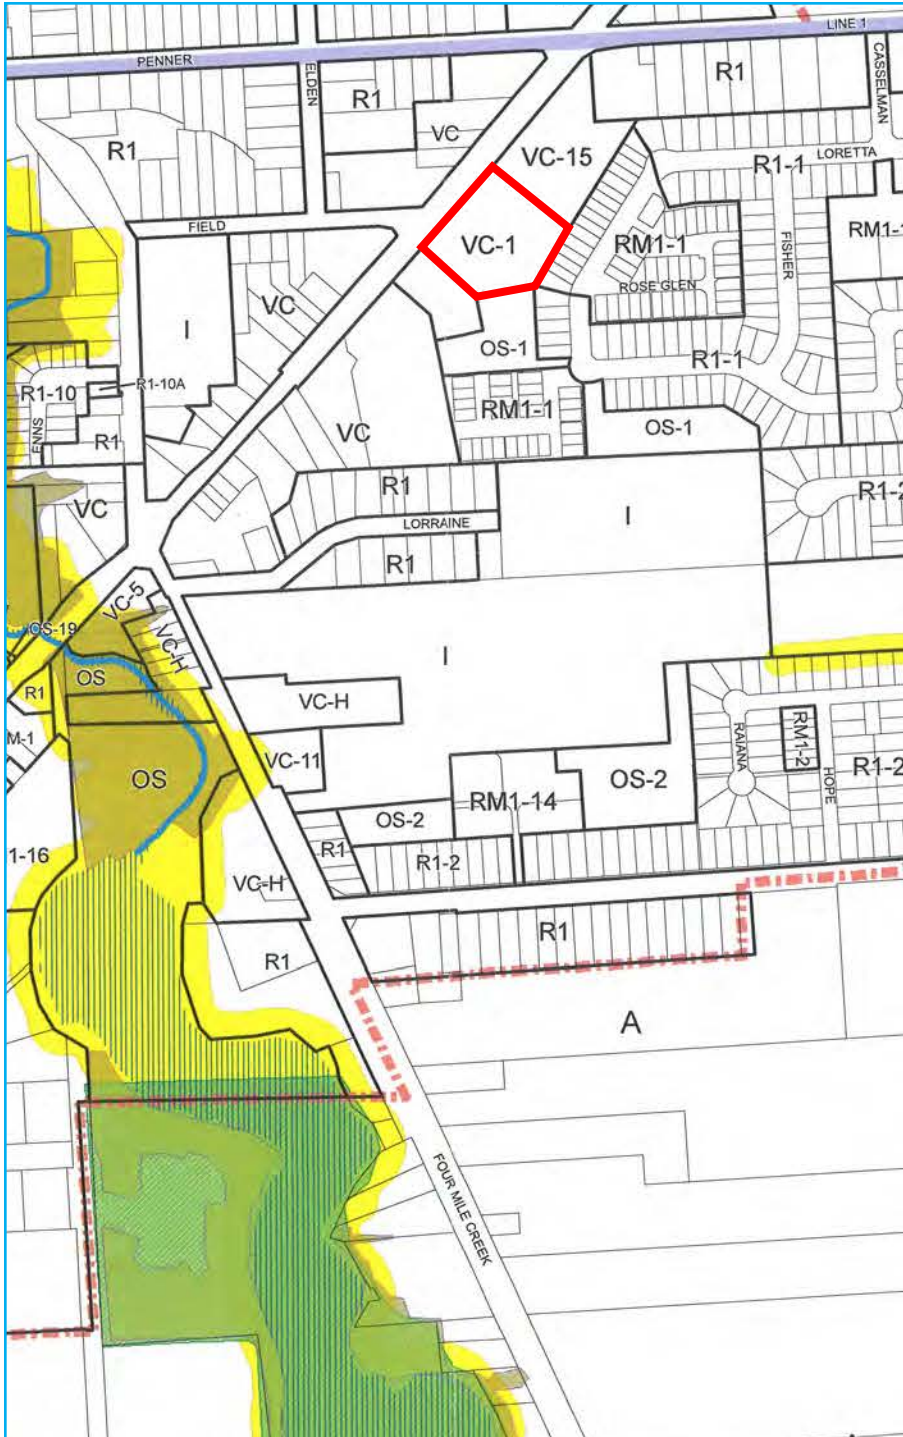 LINE 1
PENNER
ELDEN
CASSELMAN
R1
R1
VC
R1
VC-15
R1-1
LORETTA
FIELD
VC-1
RM1-1
FISHER
RM1-1
ROSE GLEN
VC
I
OS-1
R1-1
R1-10
R1-10A
ENNS
R1
RM1-1
VC
OS-1
R1
R1-2
VC
I
LORRAINE
R1
VC-5
OS-19
VC-H
I
OS
R1
VC-H
M-1
RAIANA
RM1-2
HOPE
VC-11
R1-2
OS
OS-2
RM1-14
OS-2
1-16
R1
R1-2
VC-H
R1
R1
A
FOUR MILE CREEK